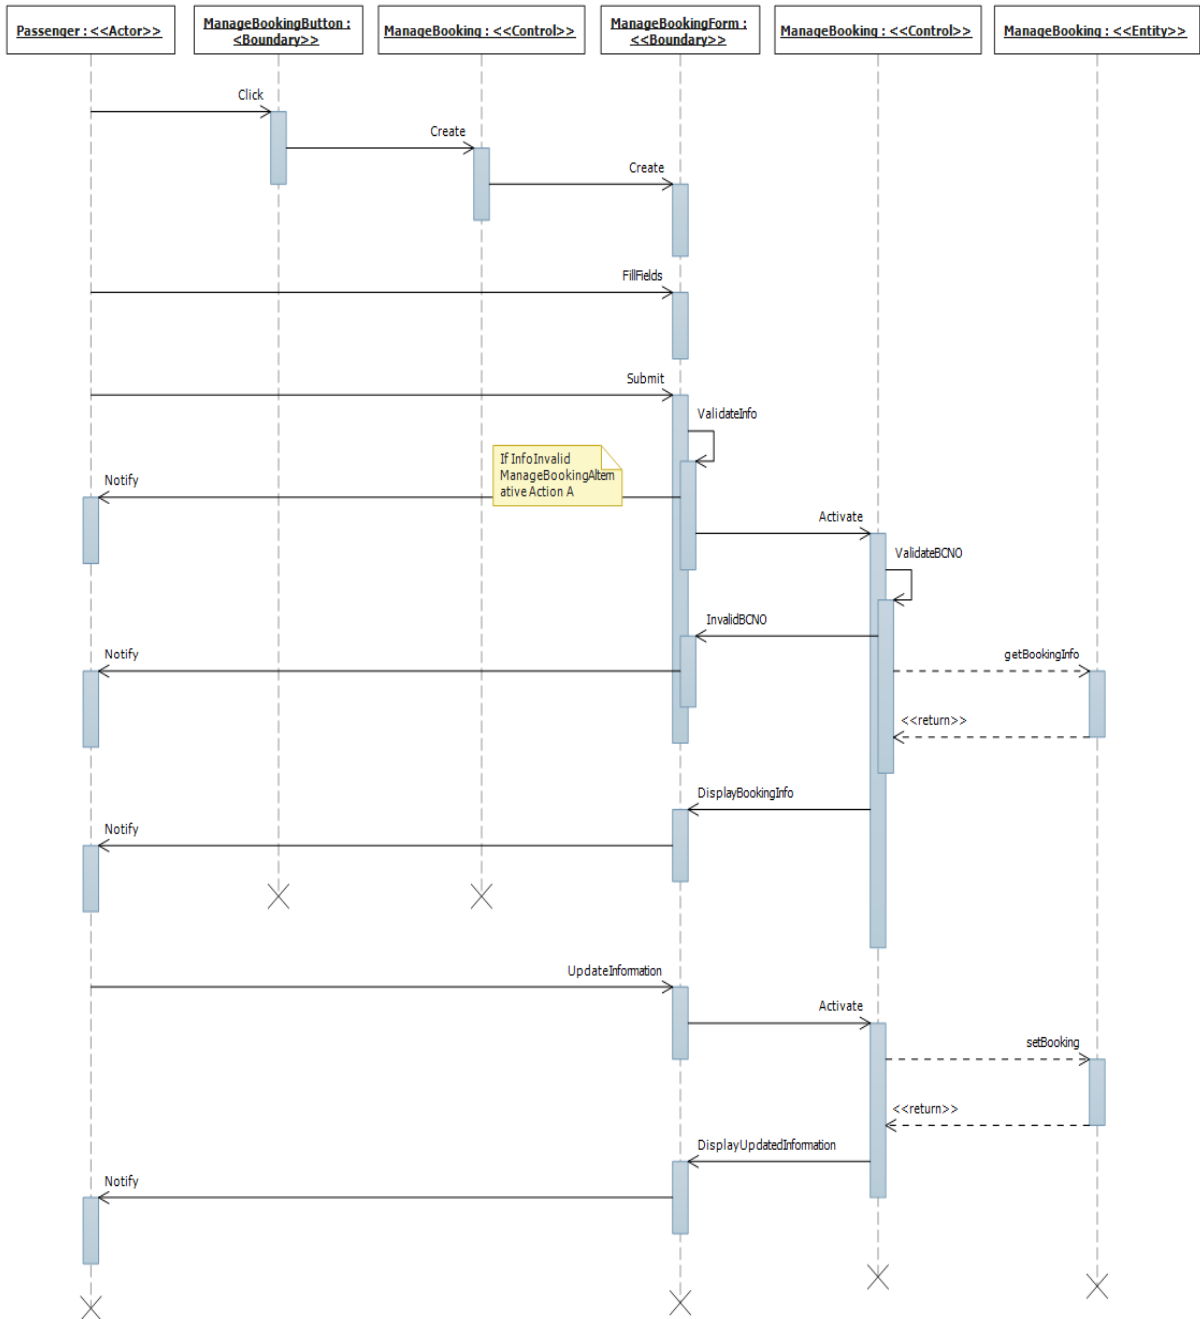 Passenger : <<Actor>>
ManageBookingButton :
<Boundary>>
ManageBooking : <<Control>>
ManageBookingForm :
<<Boundary>>
ManageBooking : <<Control>>
ManageBooking : <<Entity>>
Click
Create
Create
FillFields
Submit
ValidateInfo
If InfoInvalid
ManageBookingAltern
ative Action A
Notify
Activate
ValidateBCNO
InvalidBCNO
Notify
getBookingInfo
<<return>>
DisplayBookingInfo
Notify
UpdateInformation
Activate
setBooking
<<return>>
DisplayUpdatedInformation
Notify